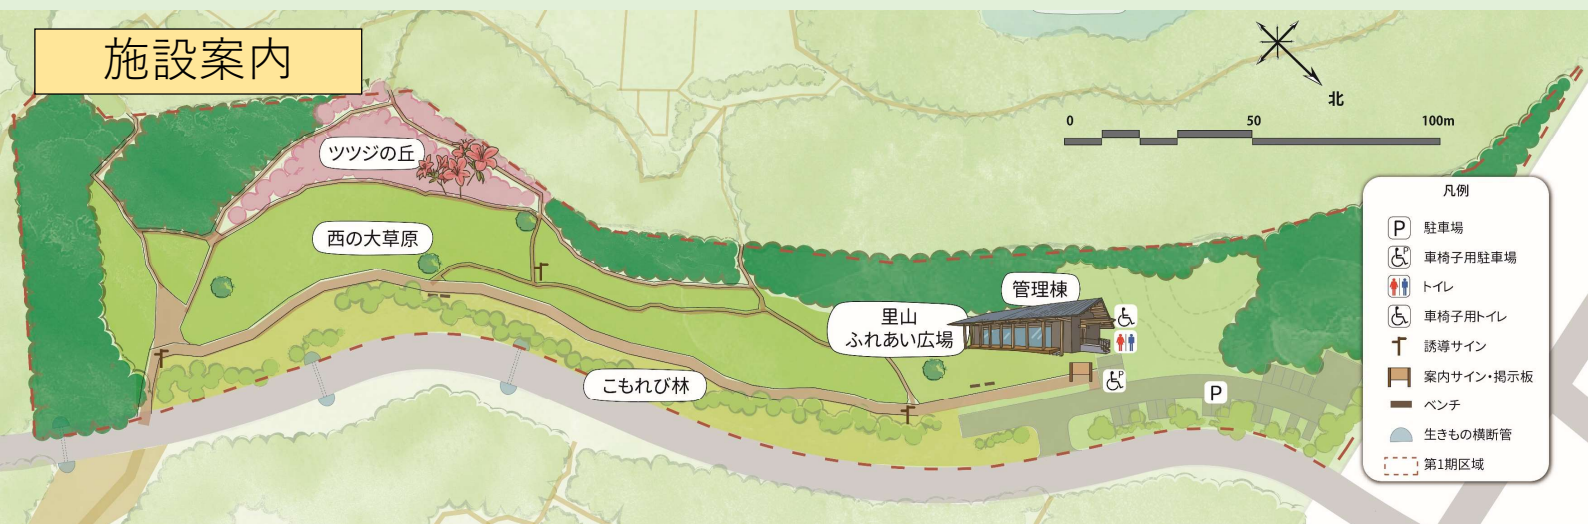 施設案内
北
0 50 100m
ツツジの丘
西の大草原
管理棟
里山
ふれあい広場
こもれび林
P
凡例
P 駐車場
P 車椅子用駐車場
トイレ
車椅子用トイレ
誘導サイン
案内サイン・掲示板
ベンチ
生きもの横断管
第1期区域